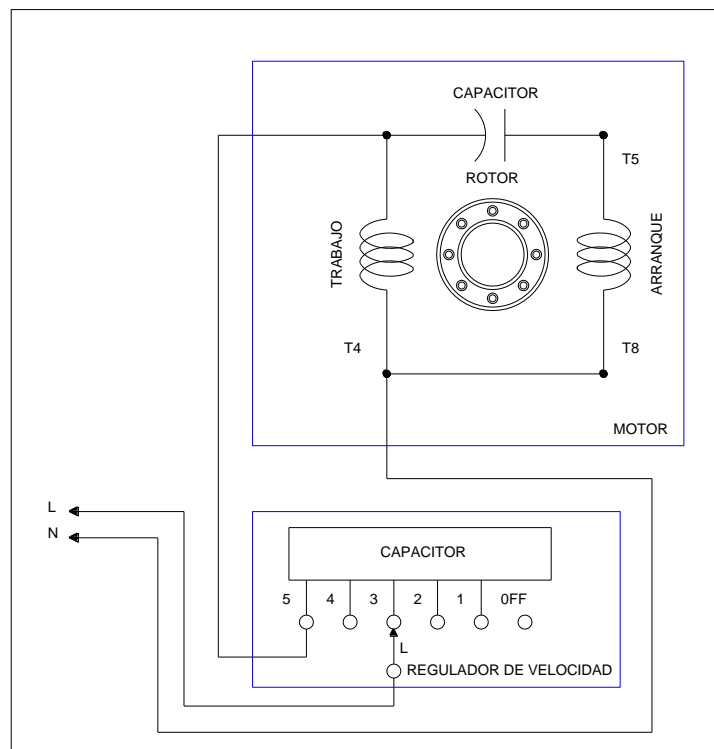 CAPACITOR
T5
ROTOR
TRABAJO
ARRANQUE
T4
T8
MOTOR
L
N
CAPACITOR
5 4 3 2 1 0FF
L
REGULADOR DE VELOCIDAD